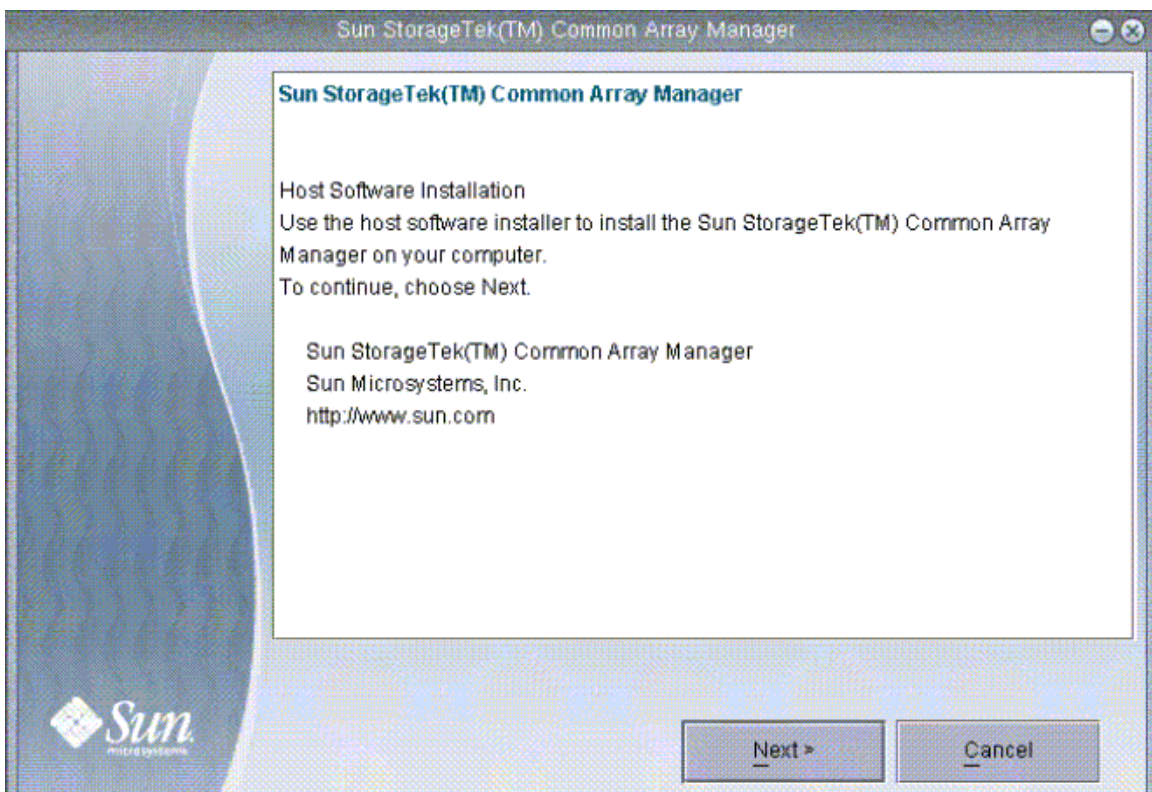 Sun StorageTek(TM) Common Array Manager
Sun StorageTek(TM) Common Array Manager
Host Software Installation
Use the host software installer to install the Sun StorageTek(TM) Common Array
Manager on your computer.
To continue, choose Next.
Sun StorageTek(TM) Common Array Manager
Sun Microsystems, Inc.
http://www.sun.com
Sun
microsystems
Next >
Cancel